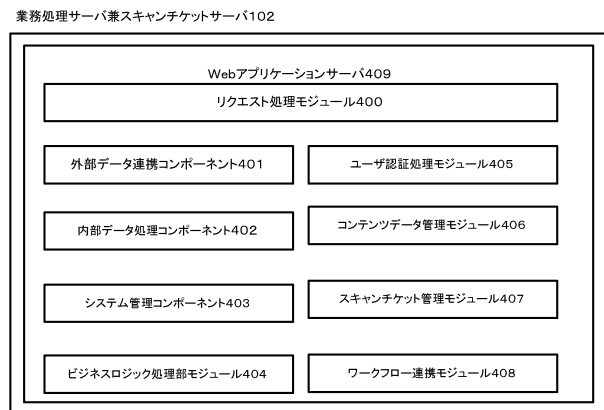 業務処理サーバ兼スキャンチケットサーバ102
Webアプリケーションサーバ409
リクエスト処理モジュール400
外部データ連携コンポーネント401
ユーザ認証処理モジュール405
内部データ処理コンポーネント402
コンテンツデータ管理モジュール406
システム管理コンポーネント403
スキャンチケット管理モジュール407
ビジネスロジック処理部モジュール404
ワークフロー連携モジュール408